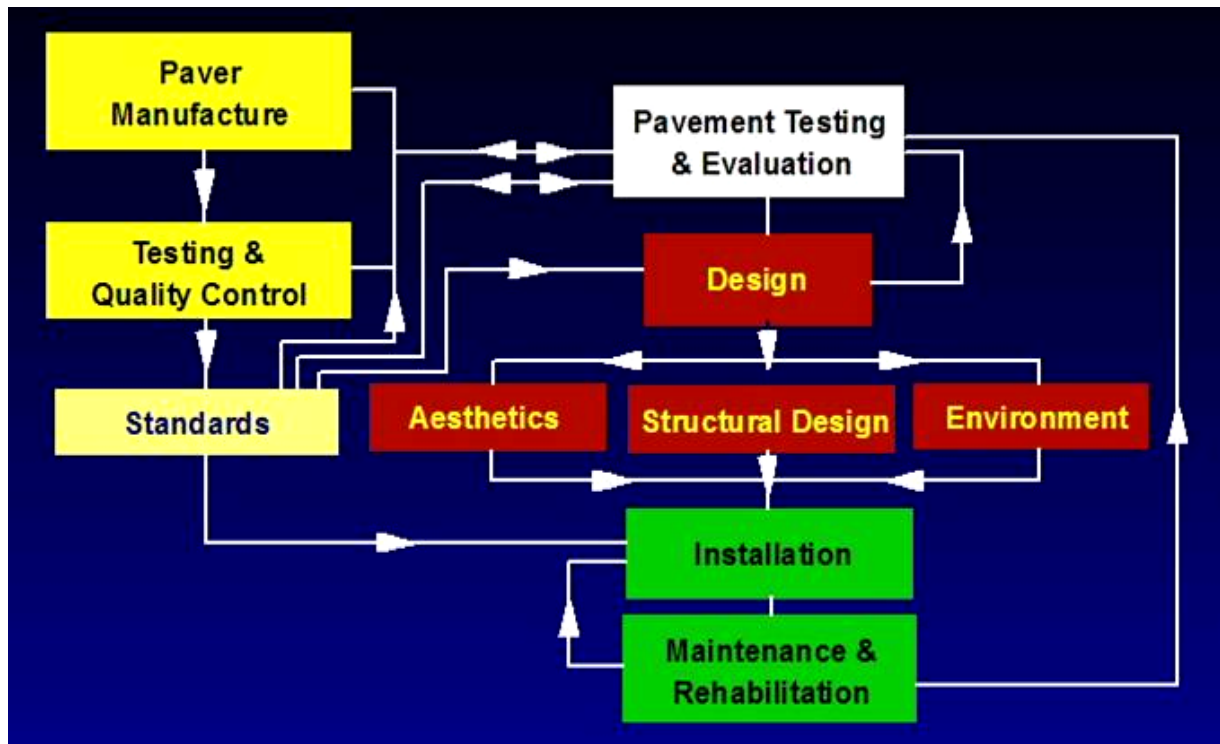 Paver
Manufacture
Pavement Testing
& Evaluation
Testing &
Quality Control
Design
Standards
Aesthetics
Structural Design
Environment
Installation
Maintenance &
Rehabilitation